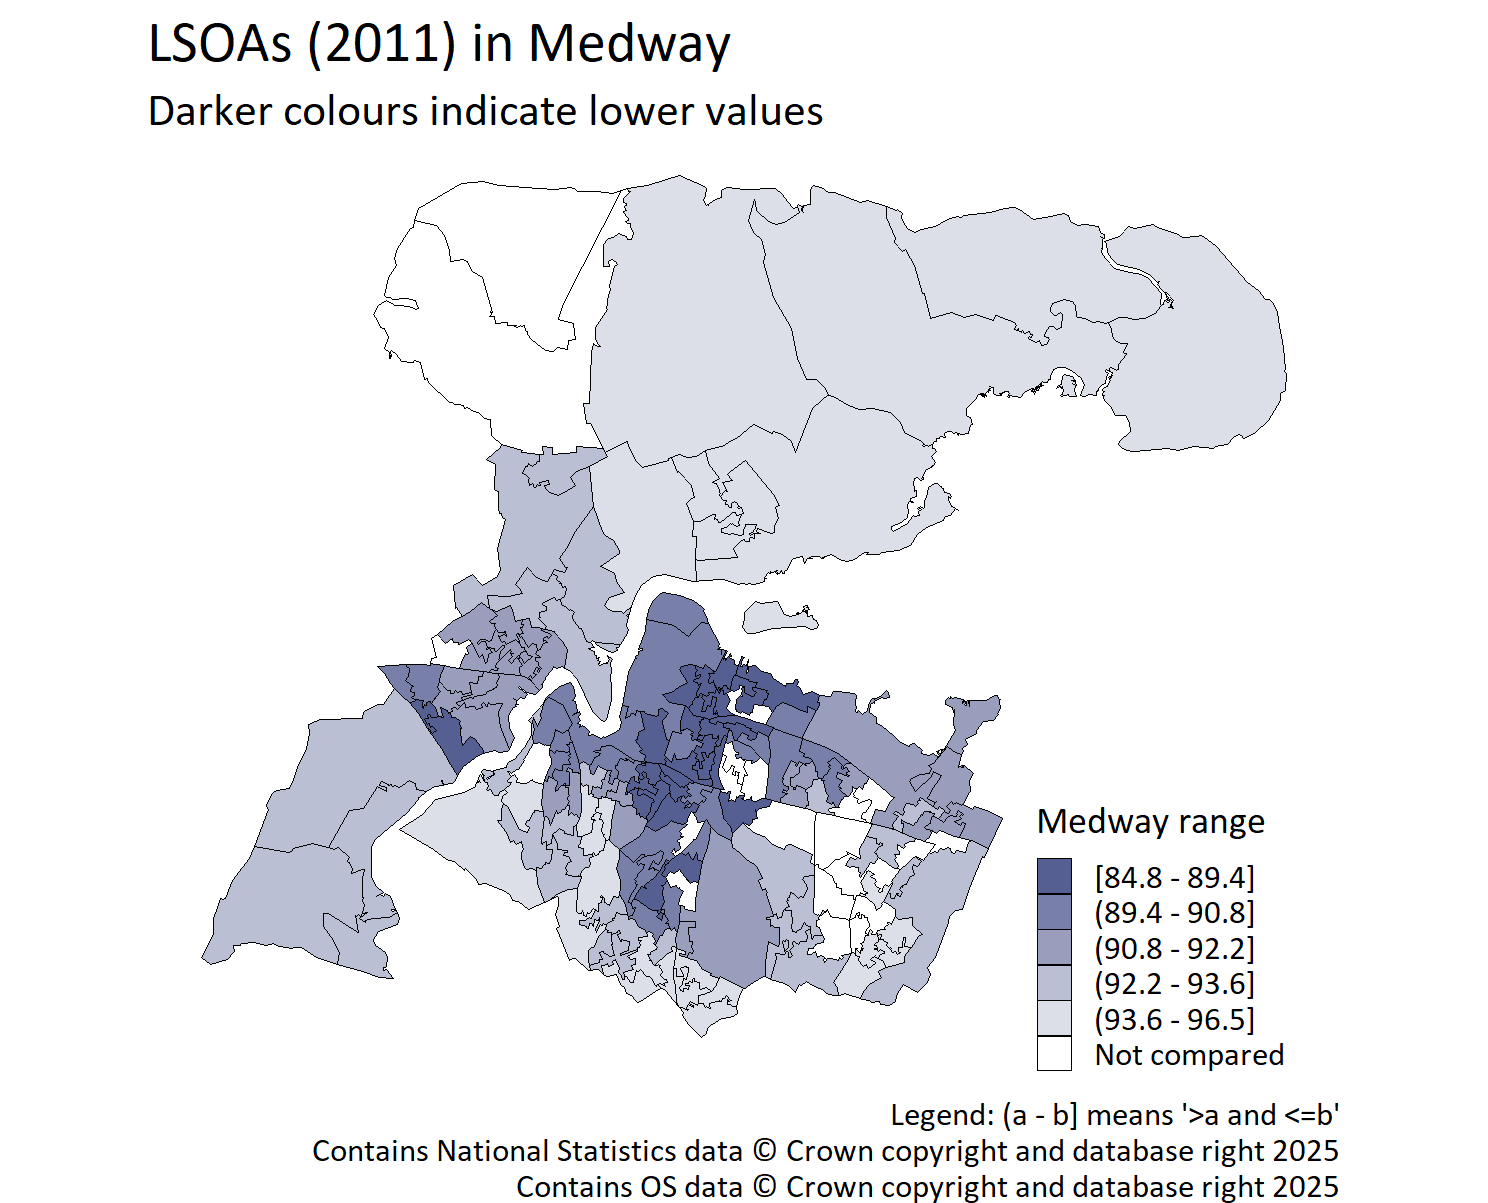 LSOAs (2011) in Medway
Darker colours indicate lower values
Medway range
[84.8 - 89.4]
(89.4 - 90.8]
(90.8 - 92.2]
(92.2 - 93.6]
(93.6 - 96.5]
Not compared
Legend: (a - b] means '>a and <=b'
Contains National Statistics data © Crown copyright and database right 2025
Contains OS data © Crown copyright and database right 2025